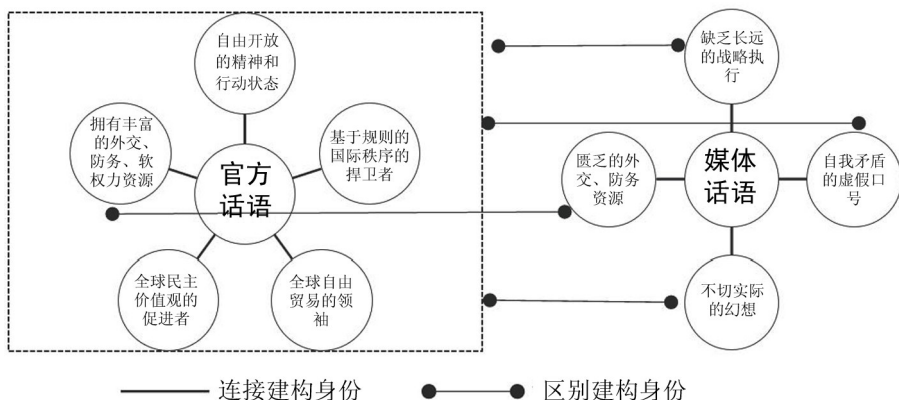 自由开放
的精神和
行动状态
拥有丰富
的外交、
防务、软
权力资源
基于规则的
国际秩序的
捍卫者
官方
话语
全球民主
价值观的
促进者
全球自由
贸易的领
袖
缺乏长远
的战略执
行
匮乏的外
交、防务
资源
媒体
话语
自我矛盾
的虚假口
号
不切实际
的幻想
连接建构身份
区别建构身份